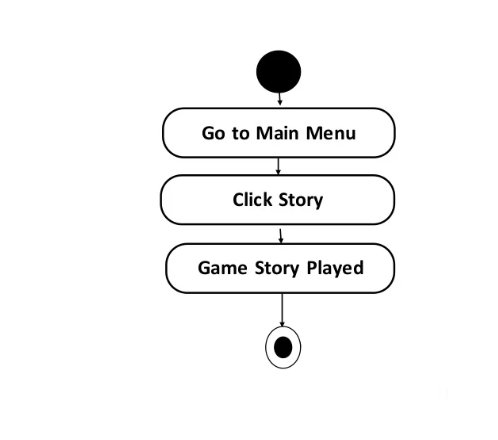 Go to Main Menu
Click Story
Game Story Played